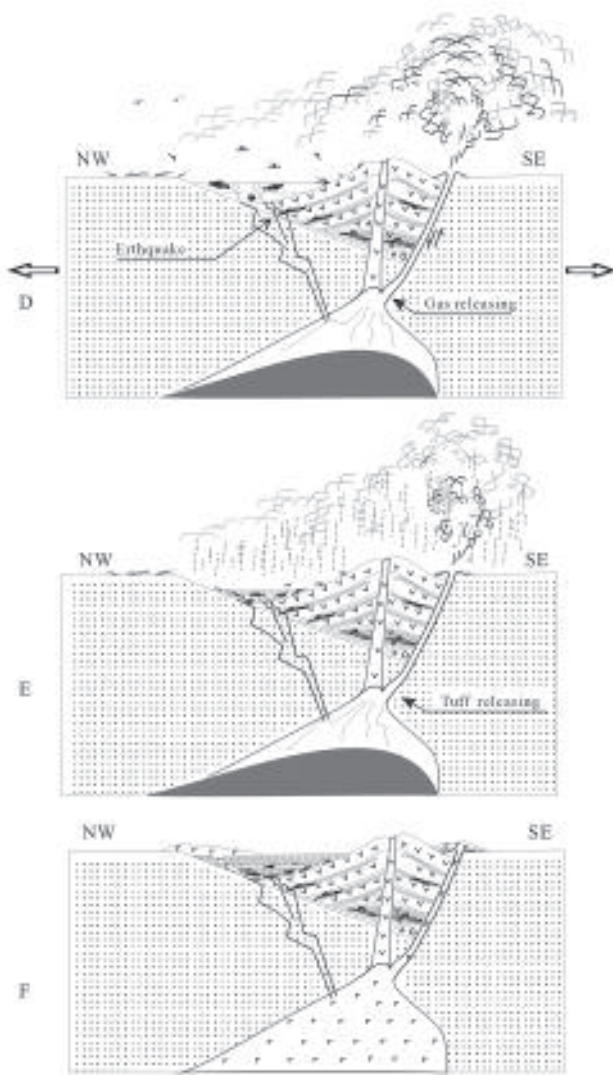 NW SE
Erthquake
Gas releasing
D
NW SE
E
Tuff releasing
NW SE
F